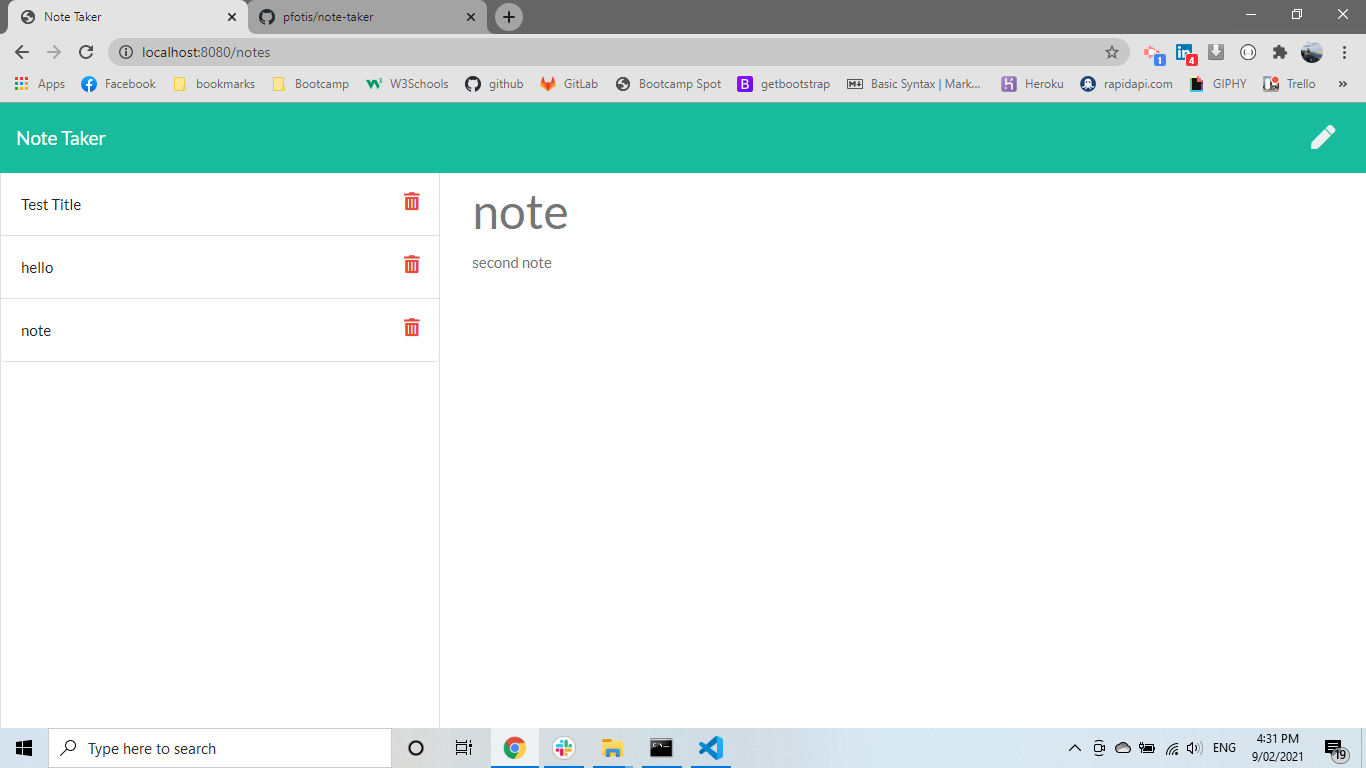 Note Taker
pfotis/note-taker
localhost:8080/notes
1
4
Apps
Facebook
bookmarks
Bootcamp
W3Schools
github
GitLab
Bootcamp Spot
getbootstrap
Basic Syntax | Mark...
Heroku
rapidapi.com
GIPHY
Trello
»
Note Taker
Test Title
hello
note
note
second note
Type here to search
ENG
4:31 PM
9/02/2021
19